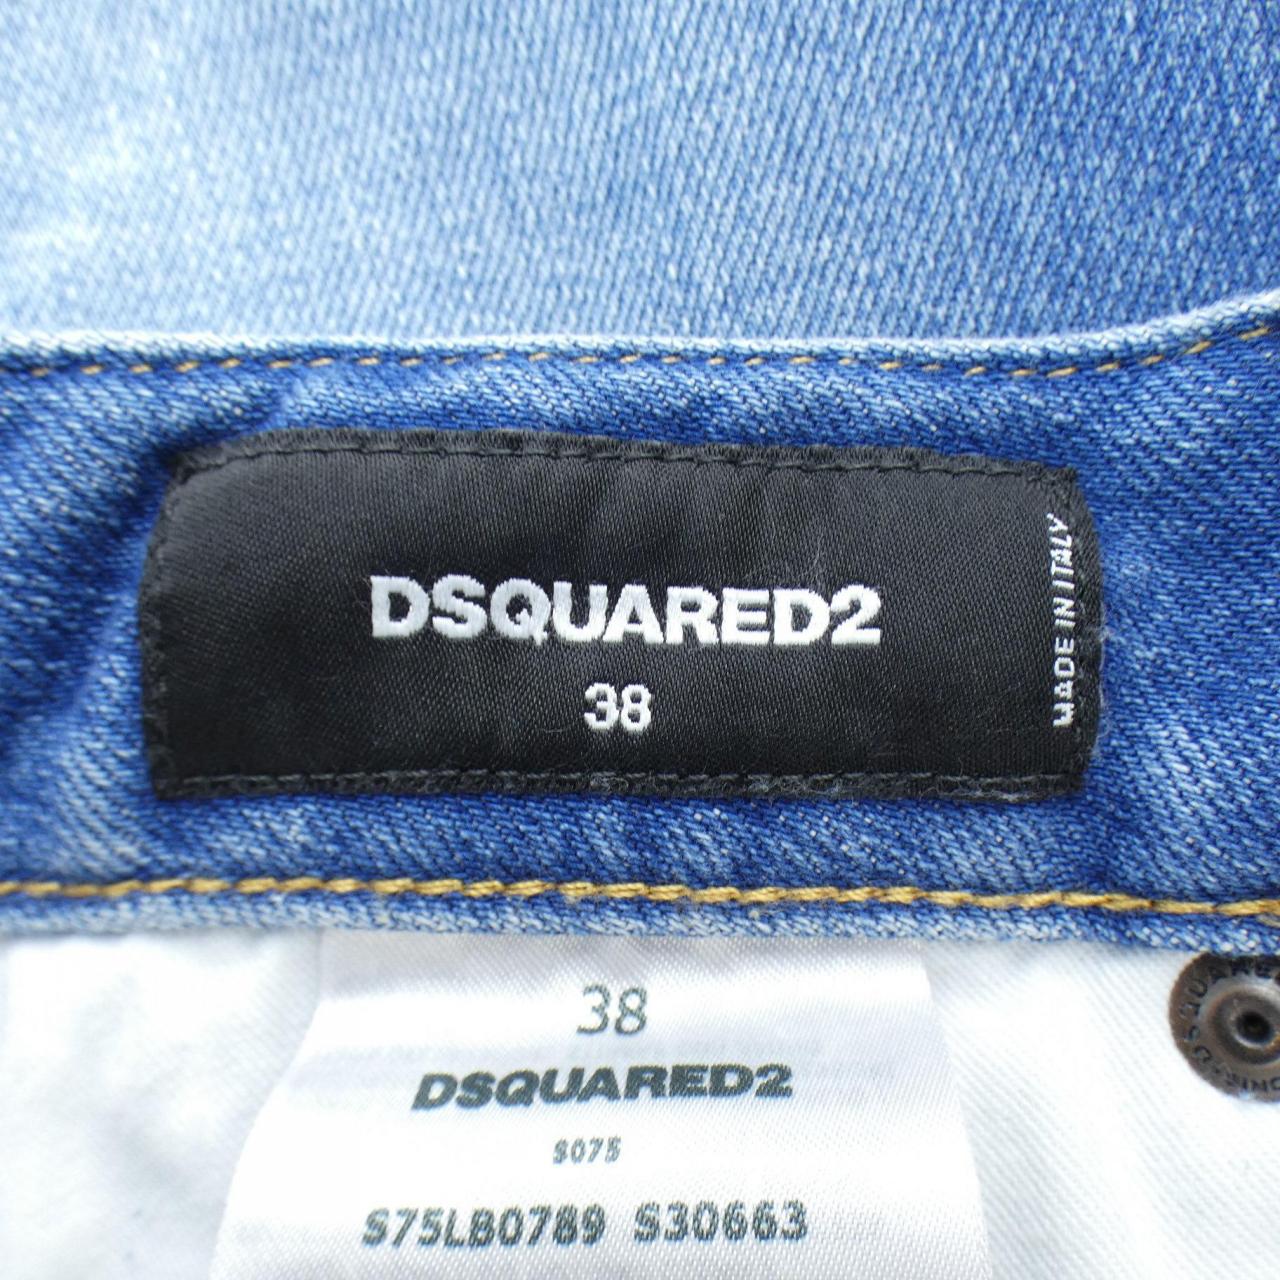 DSQUARED2
38
MADE IN ITALY
38
DSQUARED2
S075
S75LB0789 S30663